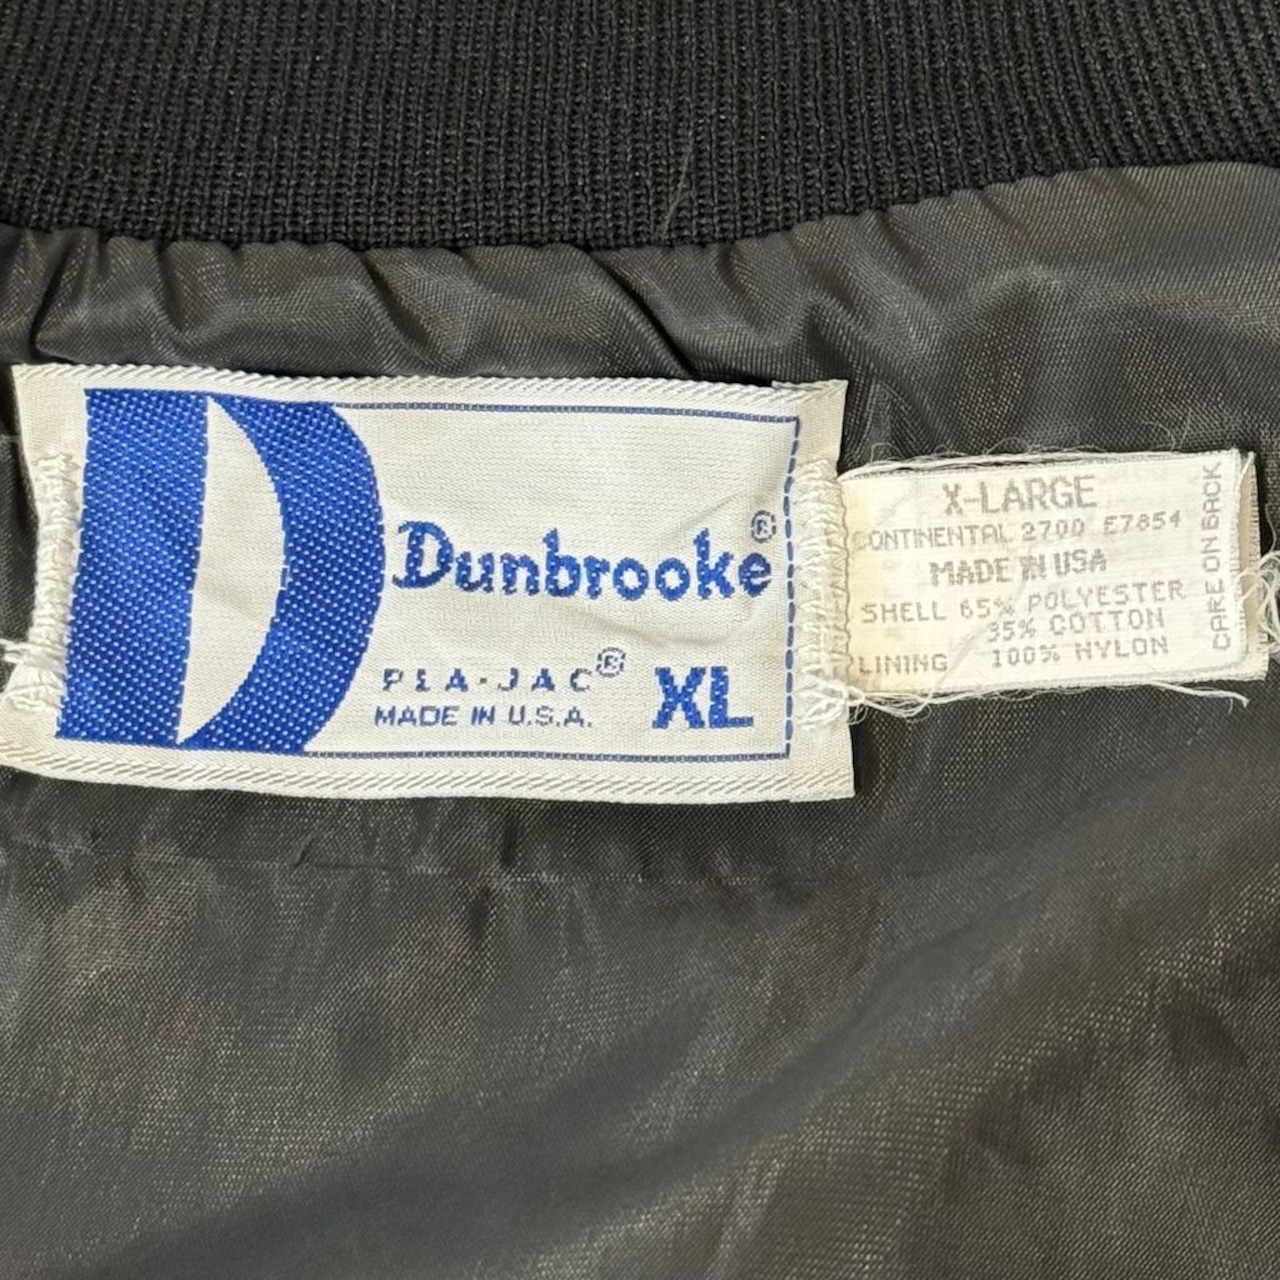 Dunbrooke®
PLA-JAC® XL
MADE IN U.S.A.
X-LARGE
CONTINENTAL 2700 E7854
MADE IN USA
SHELL 65% POLYESTER
35% COTTON
LINING 100% NYLON
CARE ON BACK